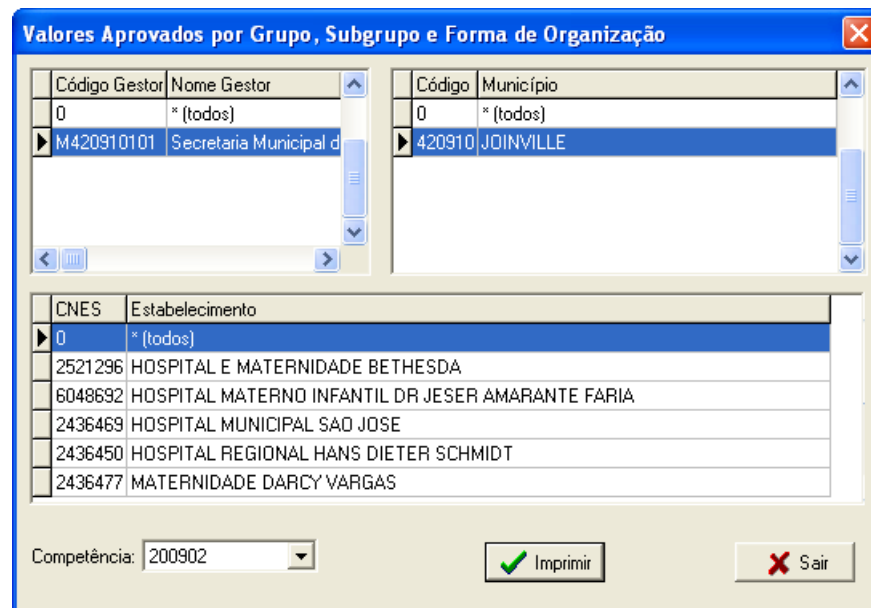 Valores Aprovados por Grupo, Subgrupo e Forma de Organização
Código Gestor Nome Gestor
0 * (todos)
M420910101 Secretaria Municipal d
Código Município
0 * (todos)
420910 JOINVILLE
CNES Estabelecimento
0 * (todos)
2521296 HOSPITAL E MATERNIDADE BETHESDA
6048692 HOSPITAL MATERNO INFANTIL DR JESER AMARANTE FARIA
2436469 HOSPITAL MUNICIPAL SAO JOSE
2436450 HOSPITAL REGIONAL HANS DIETER SCHMIDT
2436477 MATERNIDADE DARCY VARGAS
Competência: 200902 Imprimir Sair